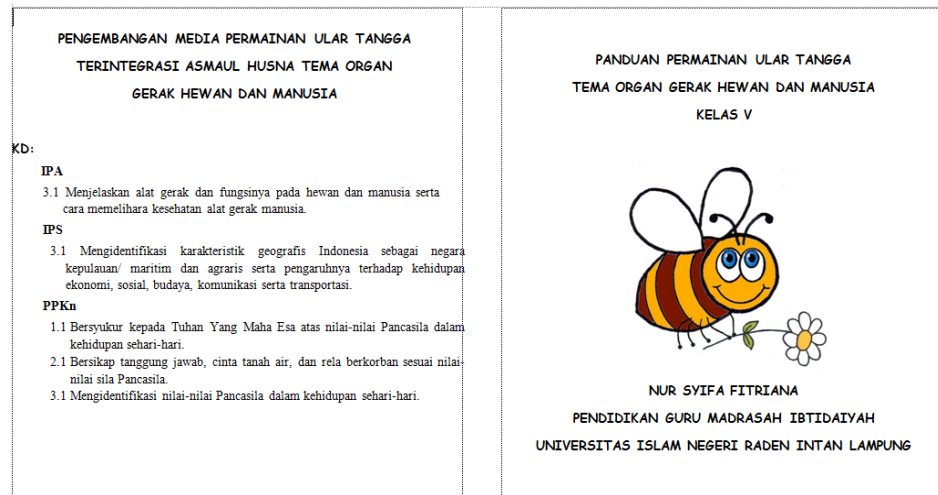 PENGEMBANGAN MEDIA PERMAINAN ULAR TANGGA
TERINTEGRASI ASMAUL HUSNA TEMA ORGAN
GERAK HEWAN DAN MANUSIA
KD:
IPA
3.1 Menjelaskan alat gerak dan fungsinya pada hewan dan manusia serta
cara memelihara kesehatan alat gerak manusia.
IPS
3.1 Mengidentifikasi karakteristik geografis Indonesia sebagai negara
kepulauan/ maritim dan agraris serta pengaruhnya terhadap kehidupan
ekonomi, sosial, budaya, komunikasi serta transportasi.
PPKn
1.1 Bersyukur kepada Tuhan Yang Maha Esa atas nilai-nilai Pancasila dalam
kehidupan sehari-hari.
2.1 Bersikap tanggung jawab, cinta tanah air, dan rela berkorban sesuai nilai-
nilai sila Pancasila.
3.1 Mengidentifikasi nilai-nilai Pancasila dalam kehidupan sehari-hari.
PANDUAN PERMAINAN ULAR TANGGA
TEMA ORGAN GERAK HEWAN DAN MANUSIA
KELAS V
NUR SYIFA FITRIANA
PENDIDIKAN GURU MADRASAH IBTIDAIYAH
UNIVERSITAS ISLAM NEGERI RADEN INTAN LAMPUNG